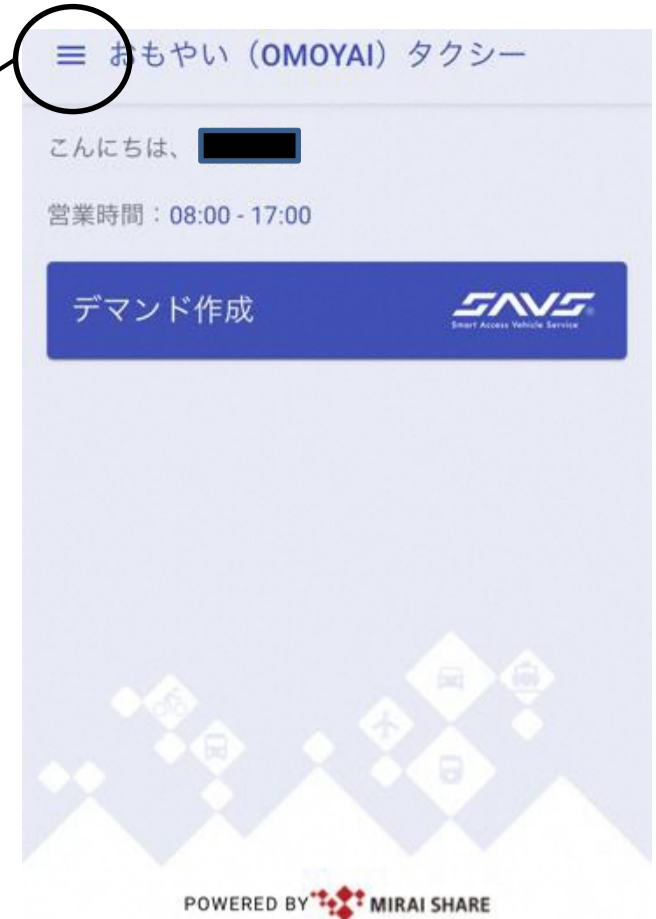 ≡ おもやい（OMOYAI）タクシー
こんにちは、
営業時間：08:00 - 17:00
デマンド作成 SAVS®
Smart Access Vehicle Service
POWERED BY MIRAI SHARE